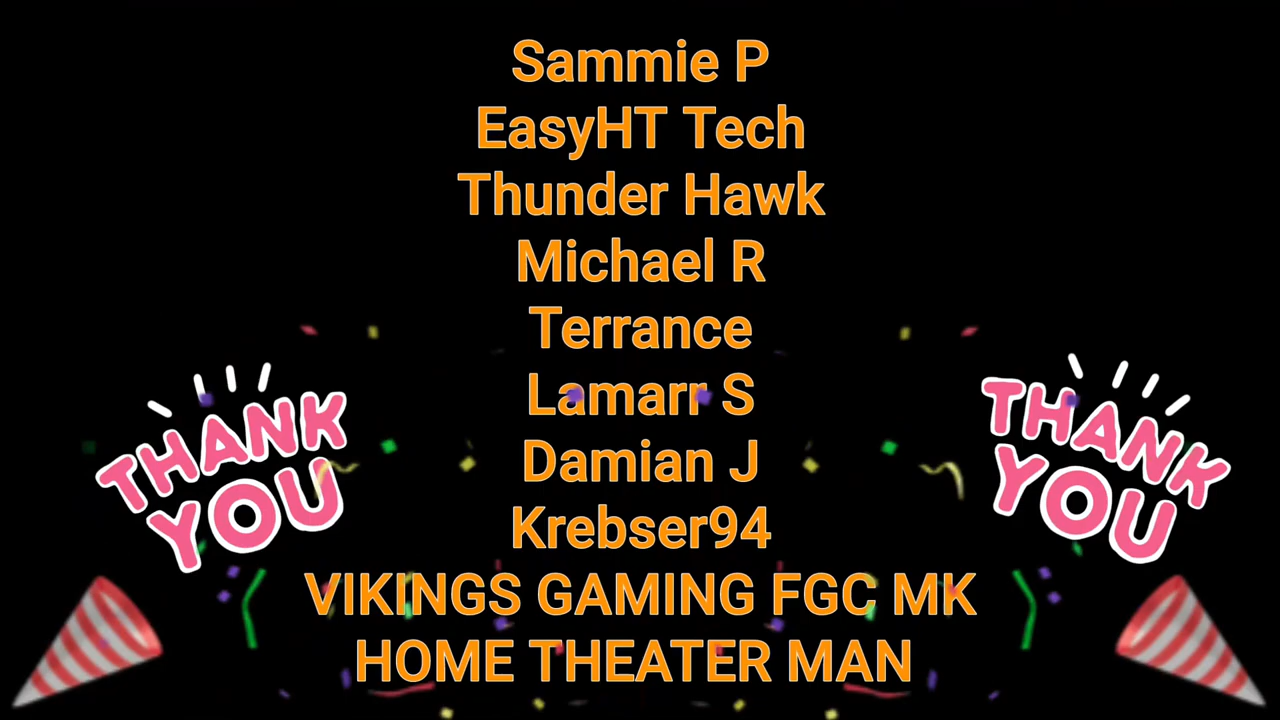 Sammie P
EasyHT Tech
Thunder Hawk
Michael R
Terrance
Lamarr S
Damian J
Krebser94
VIKINGS GAMING FGC MK
HOME THEATER MAN
THANK
YOU
THANK
YOU